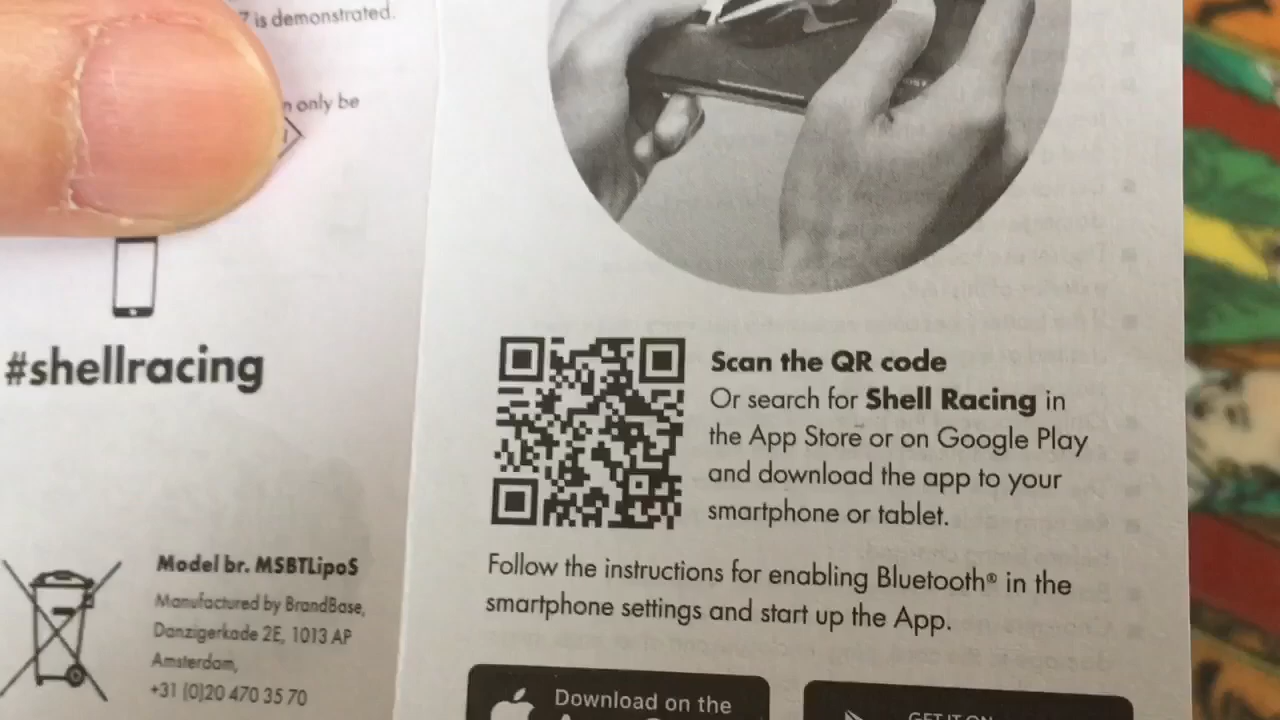 is demonstrated.
only be
#shellracing
Model br. MSBTLipoS
Manufactured by BrandBase,
Danzigerkade 2E, 1013 AP
Amsterdam,
+31 (0)20 470 35 70
Scan the QR code
Or search for Shell Racing in
the App Store or on Google Play
and download the app to your
smartphone or tablet.
Follow the instructions for enabling Bluetooth® in the
smartphone settings and start up the App.
Download on the
GET IT ON